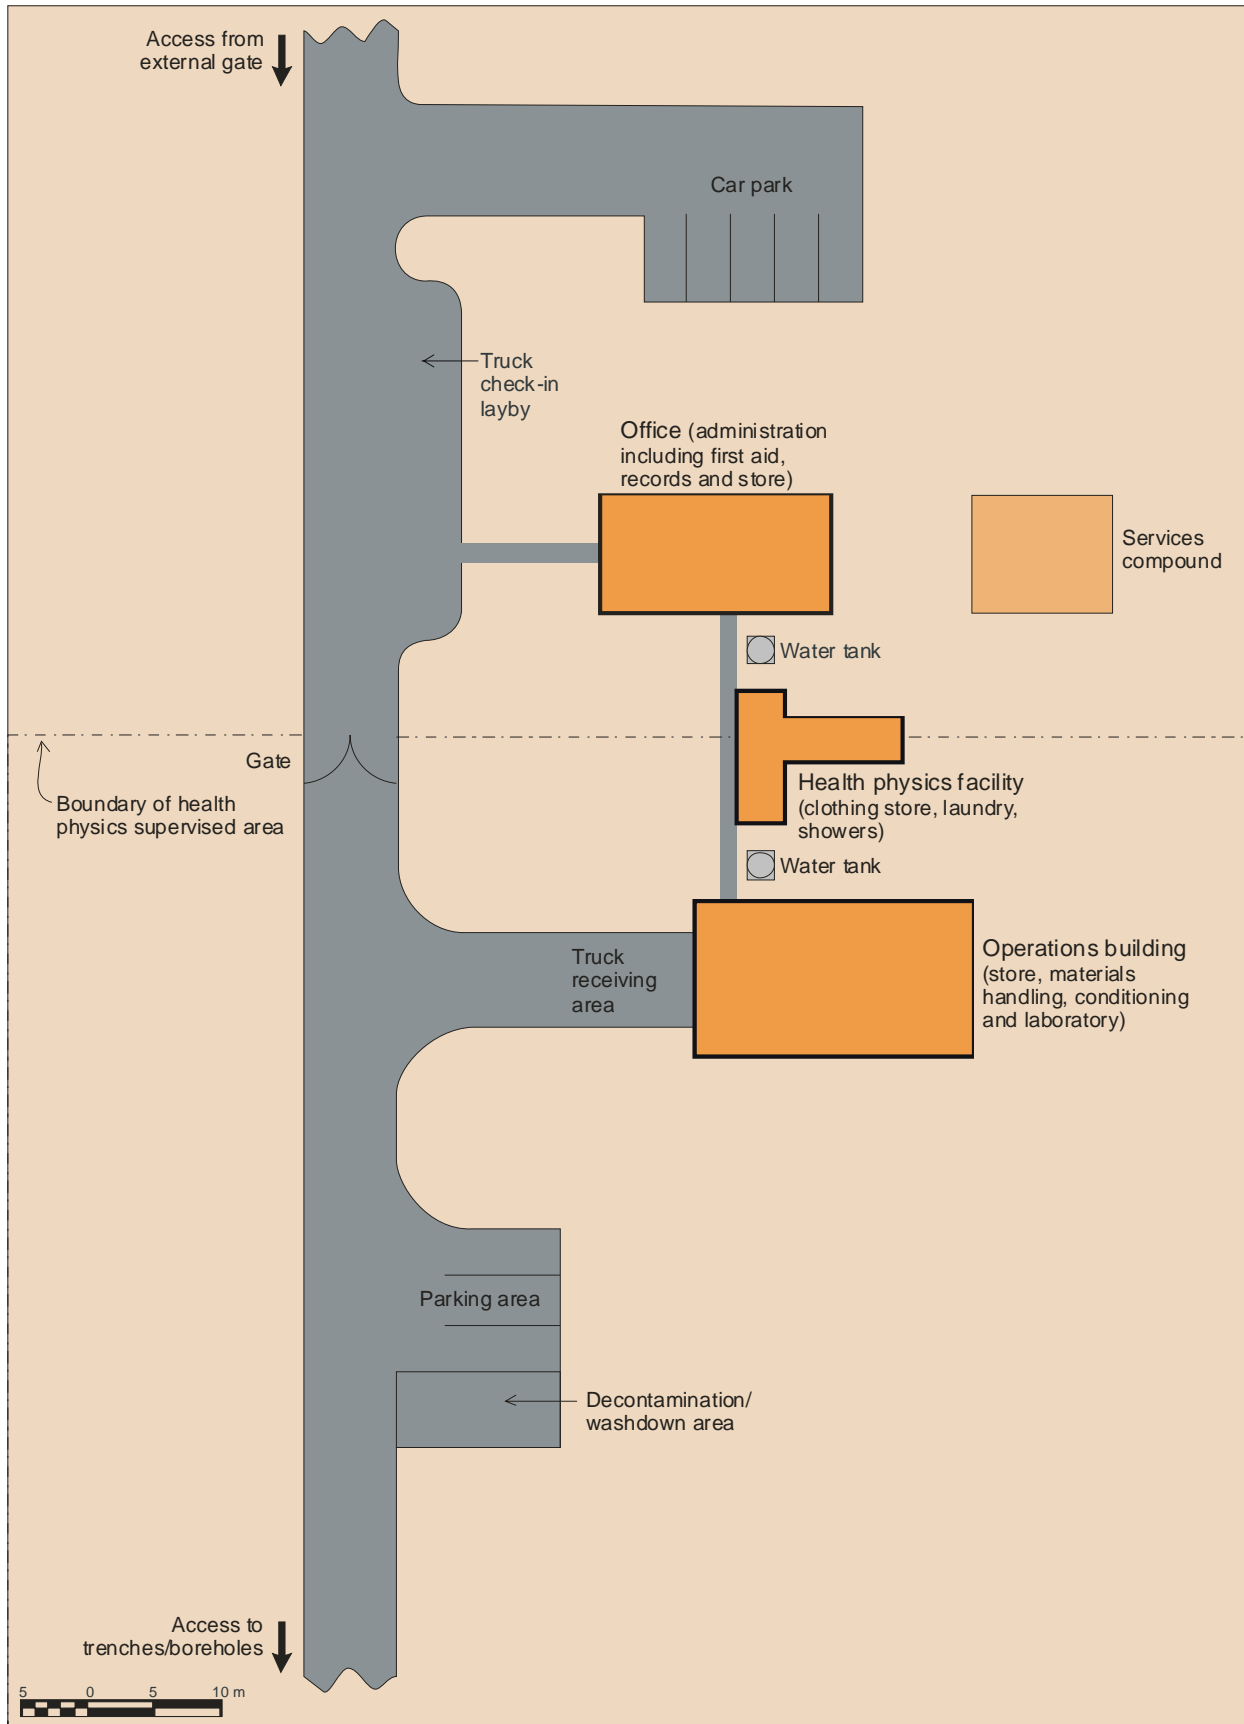 Access from
external gate
Car park
Truck
check-in
layby
Office (administration
including first aid,
records and store)
Services
compound
Water tank
Gate
Boundary of health
physics supervised area
Health physics facility
(clothing store, laundry,
showers)
Water tank
Truck
receiving
area
Operations building
(store, materials
handling, conditioning
and laboratory)
Parking area
Decontamination/
washdown area
Access to
trenches/boreholes
5 0 5 10 m